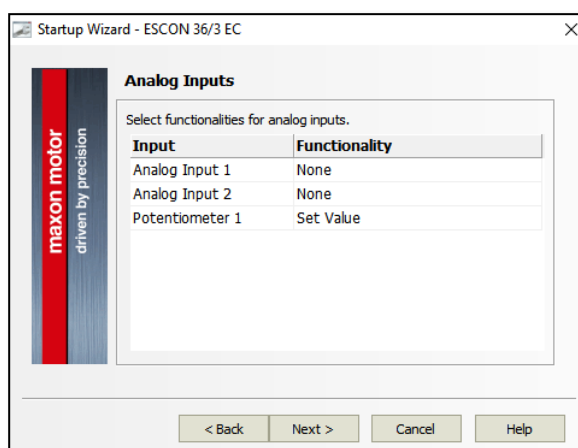 Startup Wizard - ESCON 36/3 EC
maxon motor
driven by precision
Analog Inputs
Select functionalities for analog inputs.
Input Functionality
Analog Input 1 None
Analog Input 2 None
Potentiometer 1 Set Value
< Back Next > Cancel Help